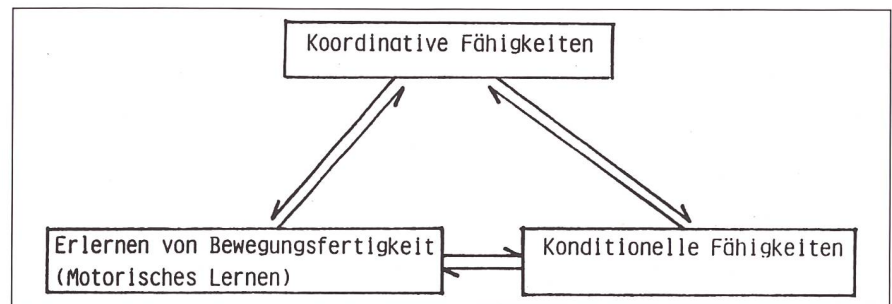 Koordinative Fähigkeiten
Erlernen von Bewegungsfertigkeit
(Motorisches Lernen)
Konditionelle Fähigkeiten